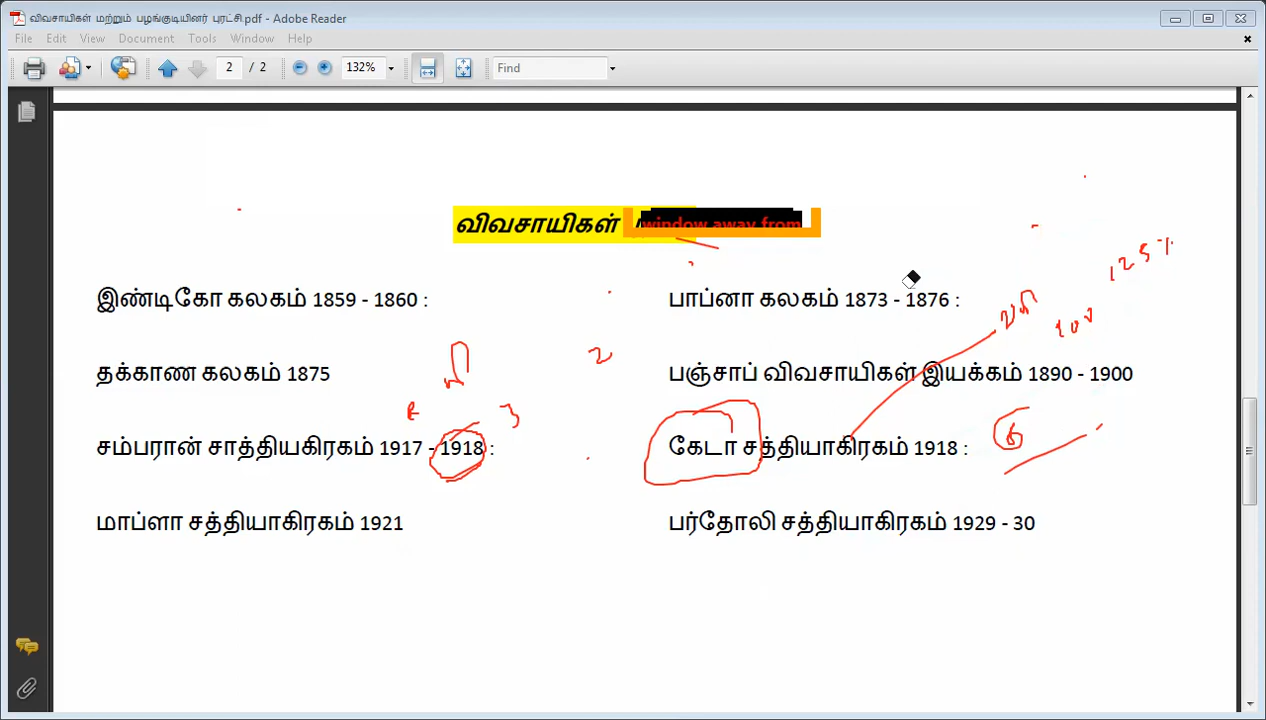 விவசாயிகள் மற்றும் பழங்குடியினர் புரட்சி.pdf - Adobe Reader
File Edit View Document Tools Window Help
2 / 2 132% Find
விவசாயிகள் window away from
125%
இண்டிகோ கலகம் 1859 - 1860 : பாப்னா கலகம் 1873 - 1876 :
2
தக்காண கலகம் 1875 பஞ்சாப் விவசாயிகள் இயக்கம் 1890 - 1900
3
சம்பரான் சாத்தியகிரகம் 1917 - 1918 : கேடா சத்தியாகிரகம் 1918 :
மாப்ளா சத்தியாகிரகம் 1921 பர்தோலி சத்தியாகிரகம் 1929 - 30